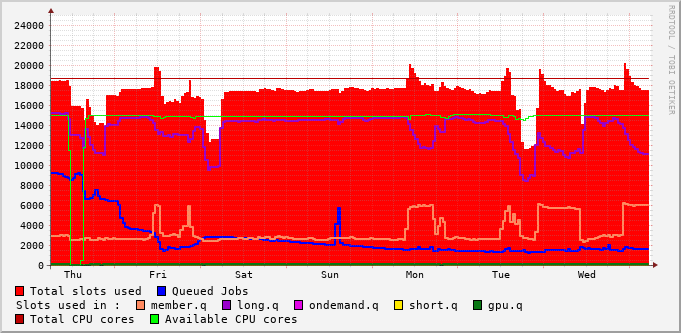 RRDTOOL / TOBI OETIKER
24000
22000
20000
18000
16000
14000
12000
10000
8000
6000
4000
2000
0
Thu Fri Sat Sun Mon Tue Wed
Total slots used Queued Jobs
Slots used in : member.q long.q ondemand.q short.q gpu.q
Total CPU cores Available CPU cores